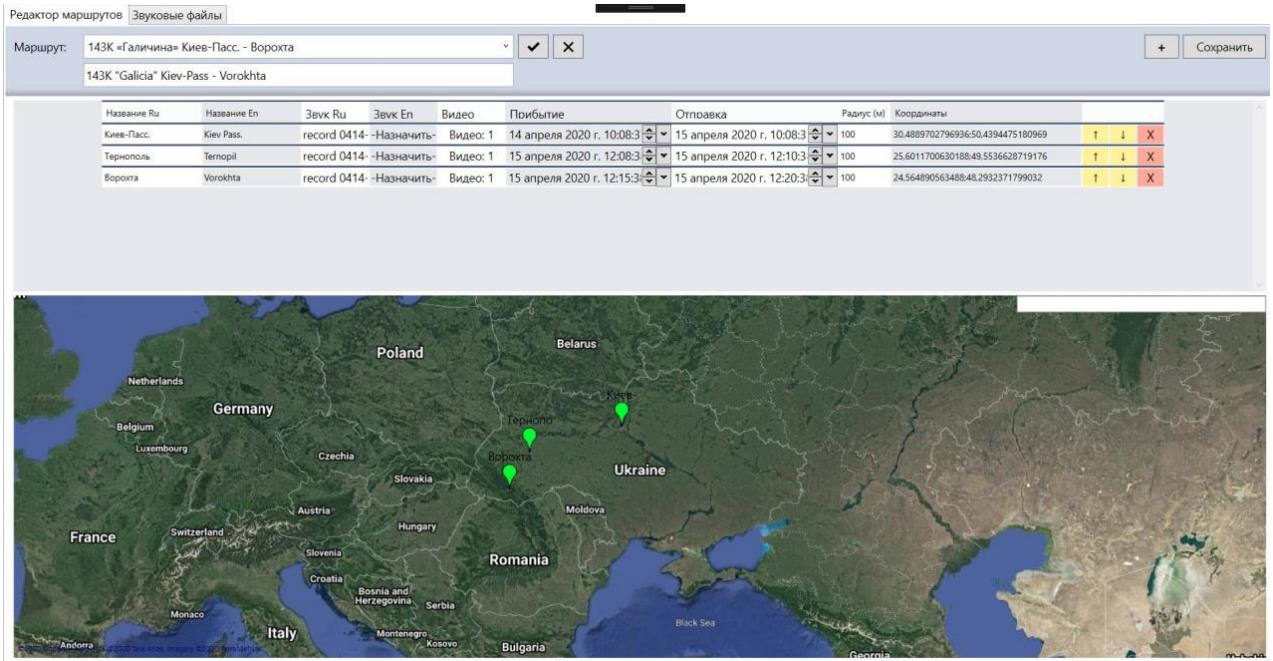 Редактор маршрутов Звуковые файлы
Маршрут: 143К «Галичина» Киев-Пасс. - Ворохта + Сохранить
143К "Galicia" Kiev-Pass - Vorokhta
Название Ru Название En Звук Ru Звук En Видео Прибытие Отправка Радиус (м) Координаты
Киев-Пасс. Kiev Pass. record 0414- -Назначить- Видео: 1 14 апреля 2020 г. 10:08:3 15 апреля 2020 г. 10:08:3 100 30,4889702796936:50,4394475180969 ↑ ↓ X
Тернополь Ternopil record 0414- -Назначить- Видео: 1 15 апреля 2020 г. 12:08:3 15 апреля 2020 г. 12:10:3 100 25,6011700630188:49,5536628719176 ↑ ↓ X
Ворохта Vorokhta record 0414- -Назначить- Видео: 1 15 апреля 2020 г. 12:15:3 15 апреля 2020 г. 12:20:3 100 24,564890563488:48,2932371799032 ↑ ↓ X
Belarus
Poland
Netherlands
Киев-
Germany
Тернопо
Belgium
Luxembourg
Czechia
Ворохта
Ukraine
Slovakia
Austria
Moldova
Hungary
France
Switzerland
Slovenia
Romania
Croatia
Bosnia and
Herzegovina
Serbia
Monaco
Black Sea
Italy
Montenegro
Kosovo
Andorra
Bulgaria
Georgia